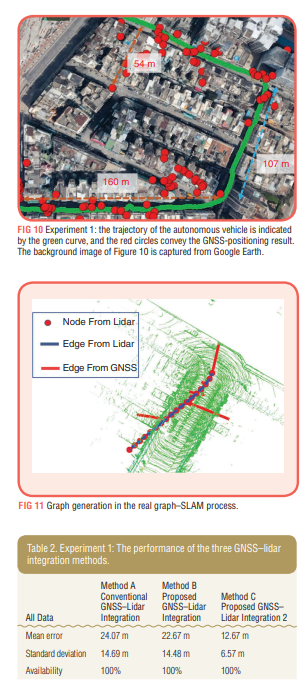 54 m
107 m
160 m
FIG 10 Experiment 1: the trajectory of the autonomous vehicle is indicated
by the green curve, and the red circles convey the GNSS-positioning result.
The background image of Figure 10 is captured from Google Earth.
Node From Lidar
Edge From Lidar
Edge From GNSS
FIG 11 Graph generation in the real graph–SLAM process.
Table 2. Experiment 1: The performance of the three GNSS–lidar
integration methods.
All Data
Method A
Conventional
GNSS–Lidar
Integration
Method B
Proposed
GNSS–Lidar
Integration
Method C
Proposed GNSS–
Lidar Integration 2
Mean error 24.07 m 22.67 m 12.67 m
Standard deviation 14.69 m 14.48 m 6.57 m
Availability 100% 100% 100%